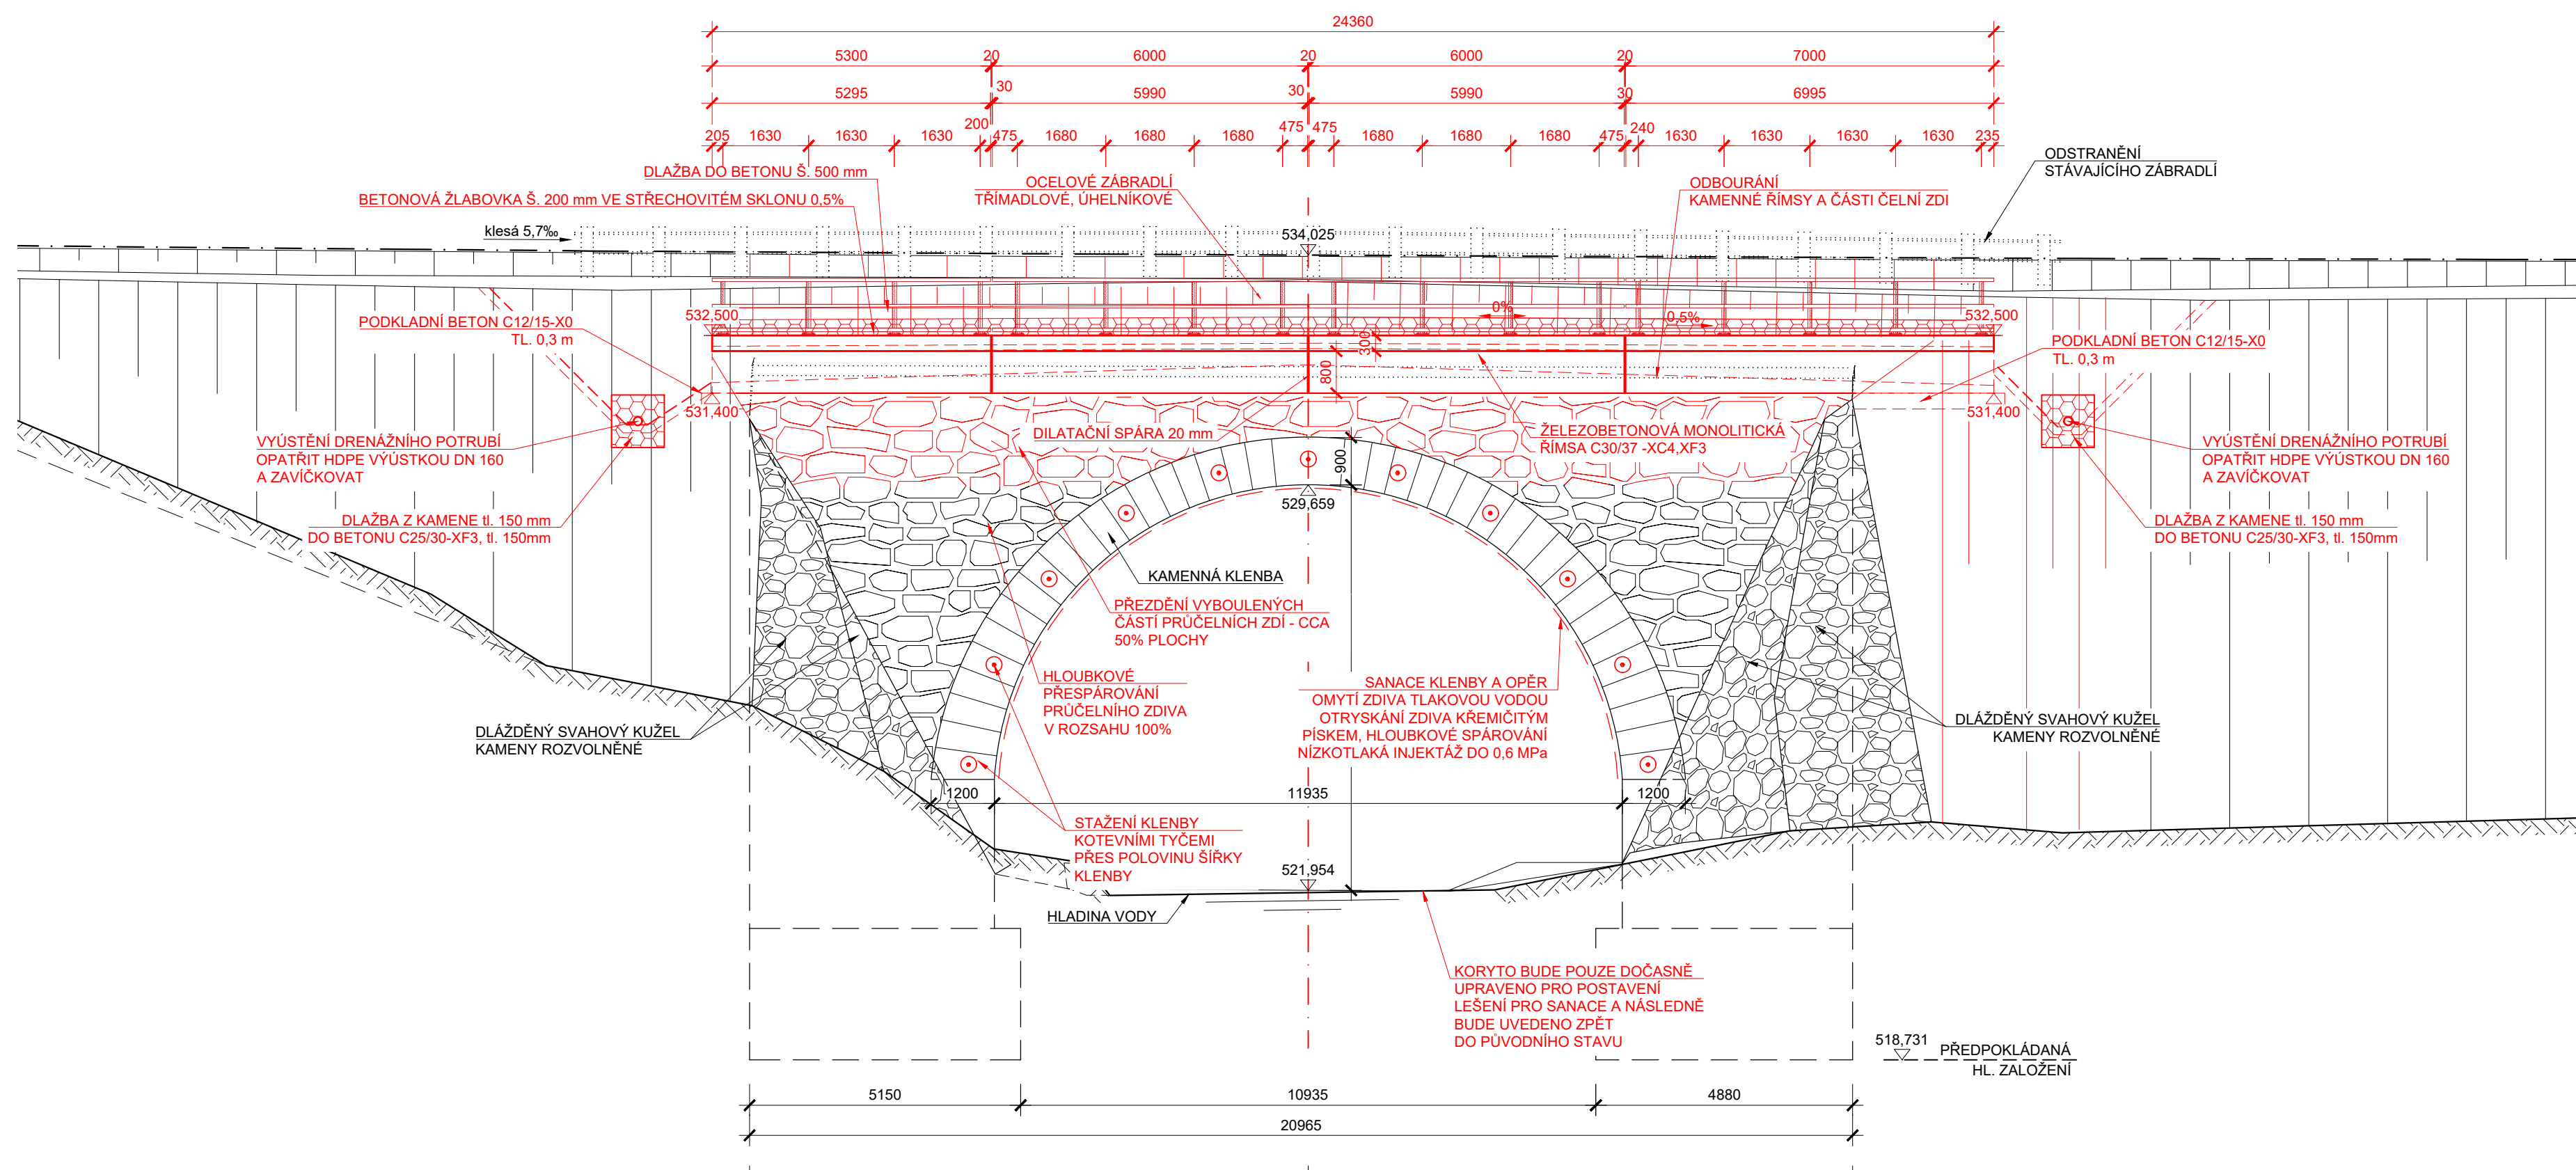 24360
5300 20 6000 20 6000 20 7000
5295 30 5990 30 5990 30 6995
205 1630 1630 1630 200 475 1680 1680 1680 475 475 1680 1680 1680 475 240 1630 1630 1630 1630 235
DLAŽBA DO BETONU Š. 500 mm
BETONOVÁ ŽLABOVKA Š. 200 mm VE STŘECHOVITÉM SKLONU 0,5%
OCELOVÉ ZÁBRADLÍ
TŘÍMADLOVÉ, ÚHELNÍKOVÉ
ODBOURÁNÍ
KAMENNÉ ŘÍMSY A ČÁSTI ČELNÍ ZDI
ODSTRANĚNÍ
STÁVAJÍCÍHO ZÁBRADLÍ
klesá 5,7‰
534,025
532,500
0%
0,5%
532,500
300
800
PODKLADNÍ BETON C12/15-X0
TL. 0,3 m
PODKLADNÍ BETON C12/15-X0
TL. 0,3 m
531,400
531,400
VYÚSTĚNÍ DRENÁŽNÍHO POTRUBÍ
OPATŘIT HDPE VÝÚSTKOU DN 160
A ZAVÍČKOVAT
DILATAČNÍ SPÁRA 20 mm
ŽELEZOBETONOVÁ MONOLITICKÁ
ŘÍMSA C30/37 -XC4,XF3
VYÚSTĚNÍ DRENÁŽNÍHO POTRUBÍ
OPATŘIT HDPE VÝÚSTKOU DN 160
A ZAVÍČKOVAT
900
529,659
DLAŽBA Z KAMENE tl. 150 mm
DO BETONU C25/30-XF3, tl. 150mm
DLAŽBA Z KAMENE tl. 150 mm
DO BETONU C25/30-XF3, tl. 150mm
KAMENNÁ KLENBA
PŘEZDĚNÍ VYBOULENÝCH
ČÁSTÍ PRŮČELNÍCH ZDÍ - CCA
50% PLOCHY
HLOUBKOVÉ
PŘESPÁROVÁNÍ
PRŮČELNÍHO ZDIVA
V ROZSAHU 100%
SANACE KLENBY A OPĚR
OMYTÍ ZDIVA TLAKOVOU VODOU
OTRYSKÁNÍ ZDIVA KŘEMIČITÝM
PÍSKEM, HLOUBKOVÉ SPÁROVÁNÍ
NÍZKOTLAKÁ INJEKTÁŽ DO 0,6 MPa
DLÁŽDĚNÝ SVAHOVÝ KUŽEL
KAMENY ROZVOLNĚNÉ
DLÁŽDĚNÝ SVAHOVÝ KUŽEL
KAMENY ROZVOLNĚNÉ
1200 11935 1200
STAŽENÍ KLENBY
KOTEVNÍMI TYČEMI
PŘES POLOVINU ŠÍŘKY
KLENBY
521,954
HLADINA VODY
KORYTO BUDE POUZE DOČASNĚ
UPRAVENO PRO POSTAVENÍ
LEŠENÍ PRO SANACE A NÁSLEDNĚ
BUDE UVEDENO ZPĚT
DO PŮVODNÍHO STAVU
518,731
PŘEDPOKLÁDANÁ
HL. ZALOŽENÍ
5150 10935 4880
20965